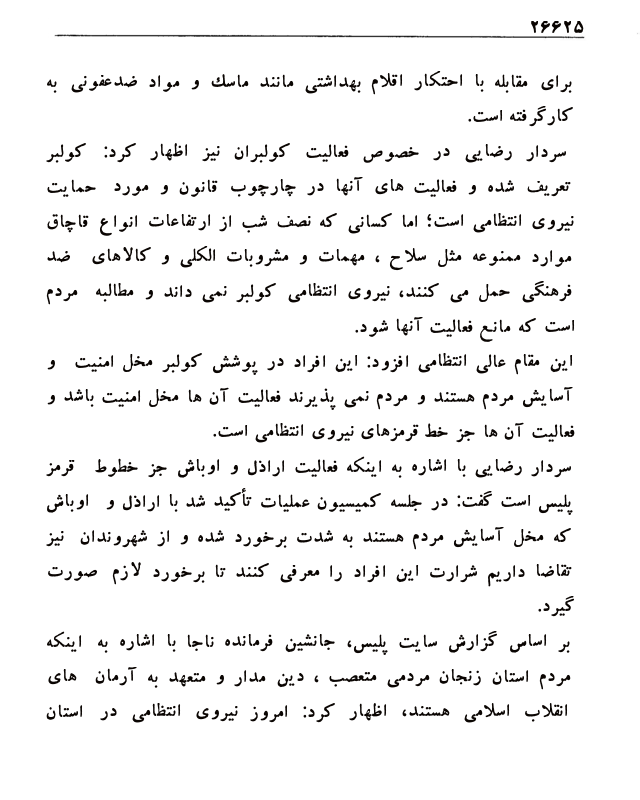 ۲۶۶۲۵
برای مقابله با احتکار اقلام بهداشتی مانند ماسك و مواد ضدعفونی به
کارگرفته است.
سردار رضایی در خصوص فعالیت کولبران نیز اظهار کرد: کولبر
تعریف شده و فعالیت های آنها در چارچوب قانون و مورد حمایت
نیروی انتظامی است؛ اما کسانی که نصف شب از ارتفاعات انواع قاچاق
موارد ممنوعه مثل سلاح ، مهمات و مشروبات الکلی و کالاهای ضد
فرهنگی حمل می کنند، نیروی انتظامی کولبر نمی داند و مطالبه مردم
است که مانع فعالیت آنها شود.
این مقام عالی انتظامی افزود: این افراد در پوشش کولبر مخل امنیت و
آسایش مردم هستند و مردم نمی پذیرند فعالیت آن ها مخل امنیت باشد و
فعالیت آن ها جز خط قرمزهای نیروی انتظامی است.
سردار رضایی با اشاره به اینکه فعالیت اراذل و اوباش جز خطوط قرمز
پلیس است گفت: در جلسه کمیسیون عملیات تأکید شد با اراذل و اوباش
که مخل آسایش مردم هستند به شدت برخورد شده و از شهروندان نیز
تقاضا داریم شرارت این افراد را معرفی کنند تا برخورد لازم صورت
گیرد.
بر اساس گزارش سایت پلیس، جانشین فرمانده ناجا با اشاره به اینکه
مردم استان زنجان مردمی متعصب ، دین مدار و متعهد به آرمان های
انقلاب اسلامی هستند، اظهار کرد: امروز نیروی انتظامی در استان